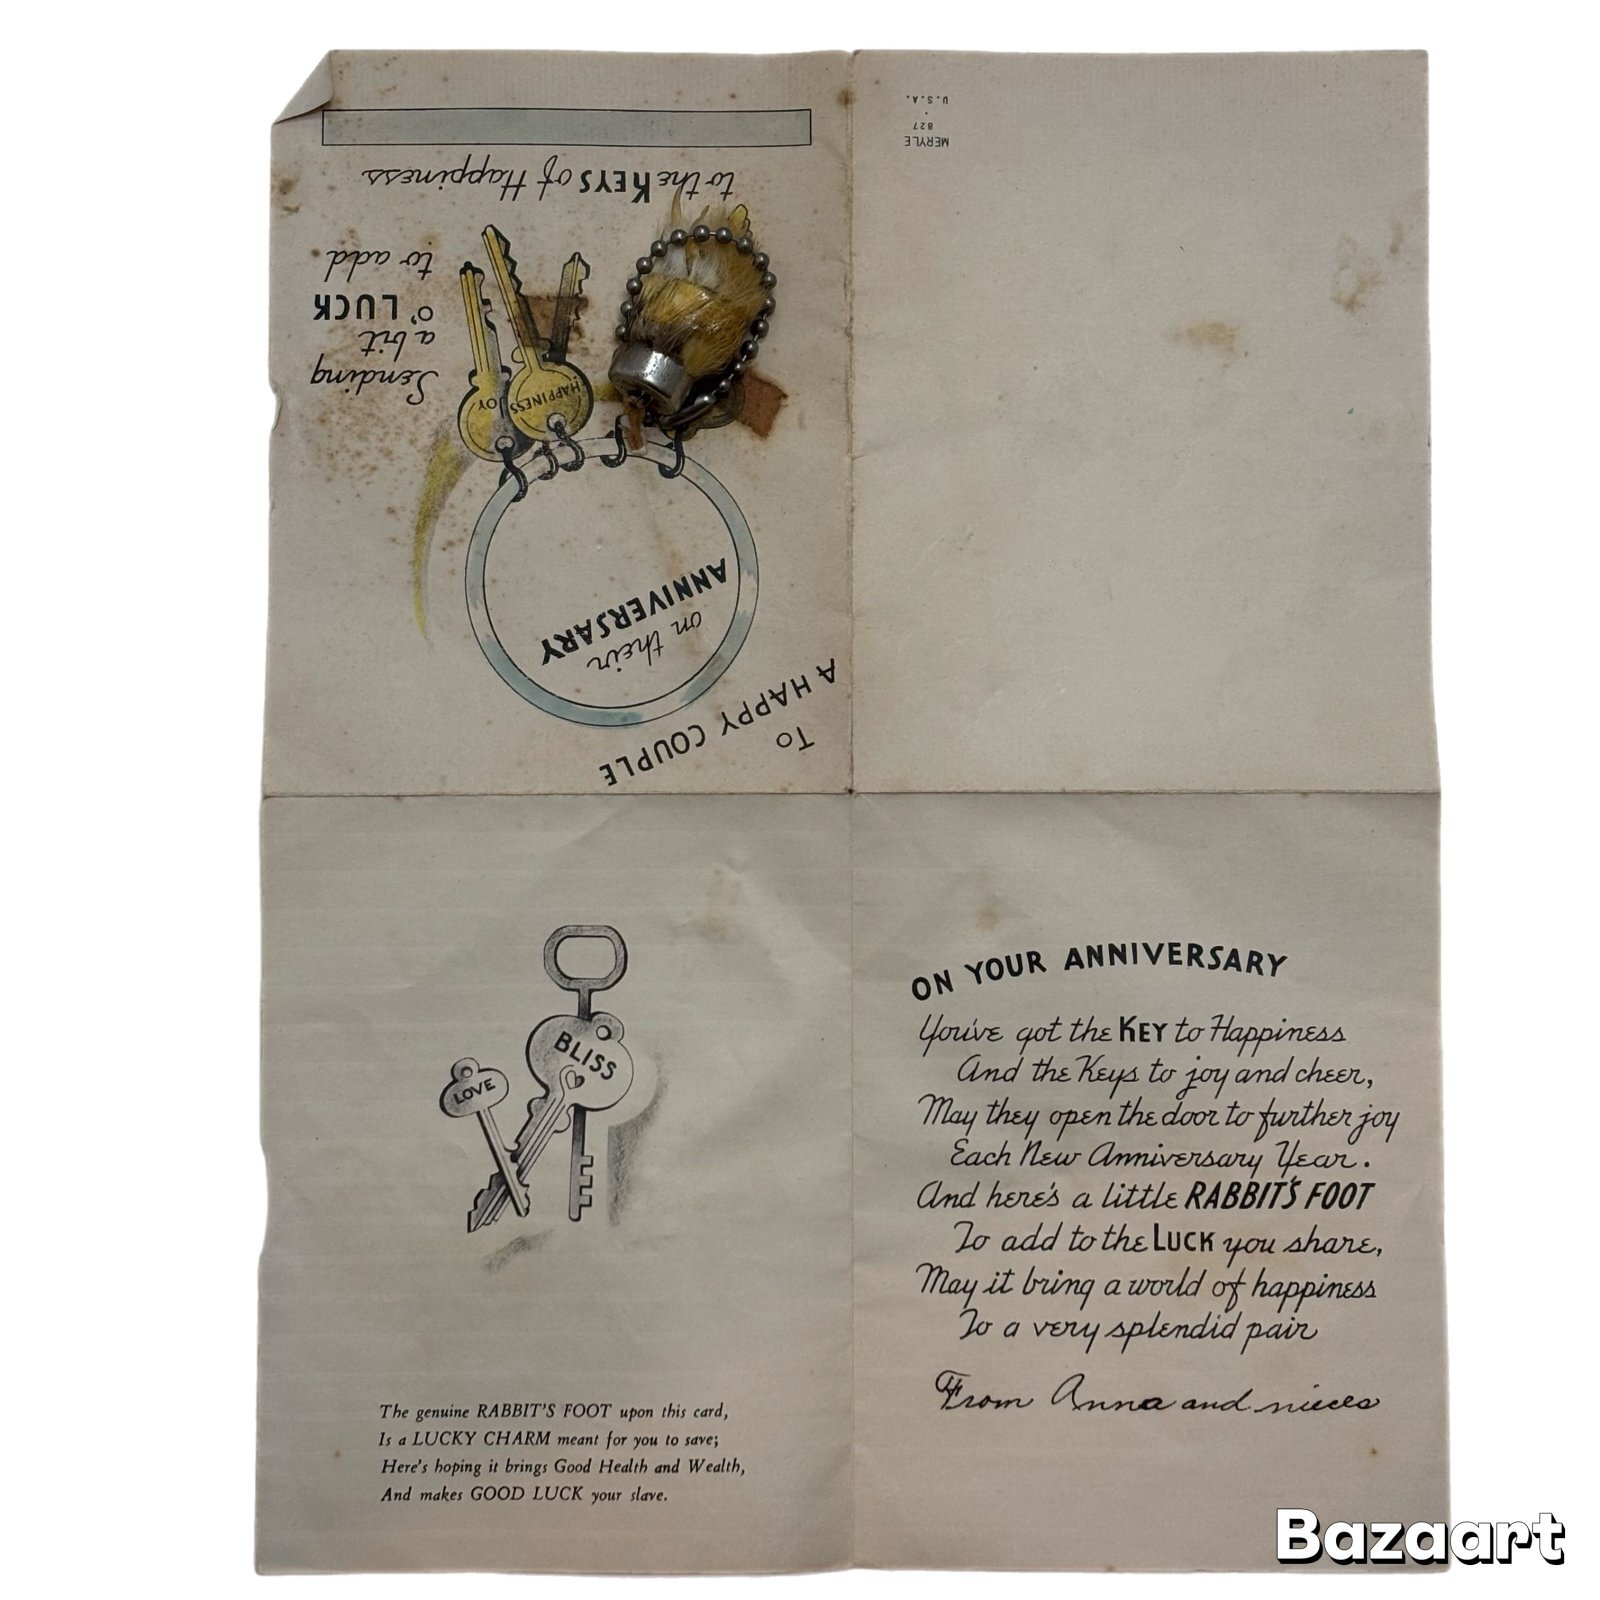 To
A HAPPY COUPLE
on their
ANNIVERSARY
JOY
HAPPINESS
Sending
a bit
O' LUCK
to add
to the KEYS of Happiness
MERYLE
827
U.S.A.
LOVE
BLISS
The genuine RABBIT'S FOOT upon this card,
Is a LUCKY CHARM meant for you to save;
Here's hoping it brings Good Health and Wealth,
And makes GOOD LUCK your slave.
ON YOUR ANNIVERSARY
You've got the KEY to Happiness
And the Keys to joy and cheer,
May they open the door to further joy
Each New Anniversary Year.
And here's a little RABBIT'S FOOT
To add to the LUCK you share,
May it bring a world of happiness
To a very splendid pair
From Anna and nieces
Bazaart